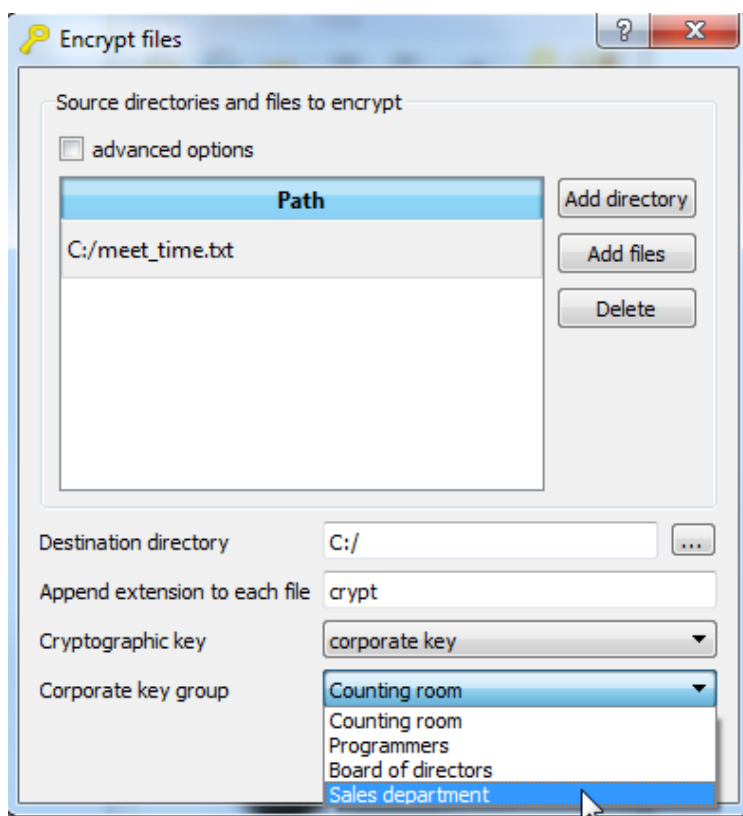 Encrypt files
?
Source directories and files to encrypt
advanced options
Path
Add directory
C:/meet_time.txt
Add files
Delete
Destination directory C:/ ...
Append extension to each file crypt
Cryptographic key corporate key
Corporate key group Counting room
Counting room
Programmers
Board of directors
Sales department